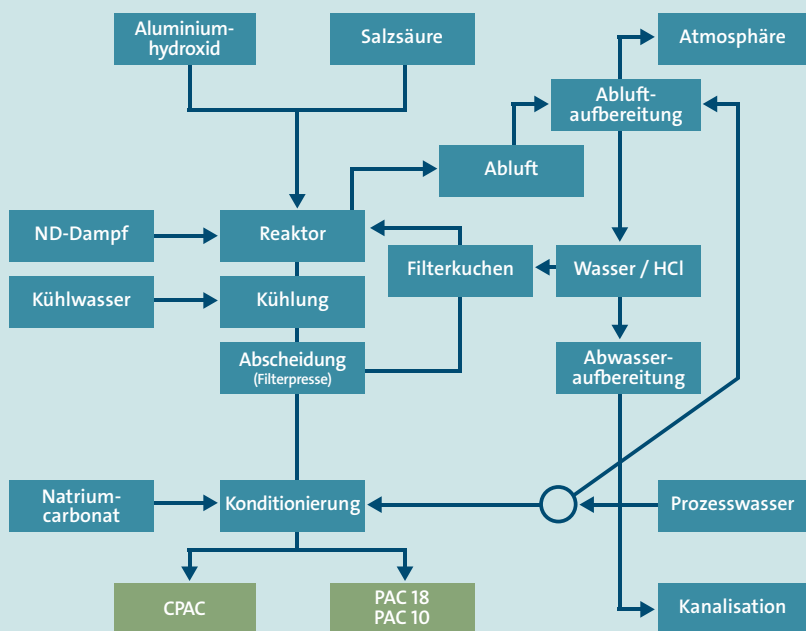 Aluminium-
hydroxid
Salzsäure
Atmosphäre
Abluft-
aufbereitung
Abluft
ND-Dampf
Reaktor
Filterkuchen
Wasser / HCl
Kühlwasser
Kühlung
Abscheidung
(Filterpresse)
Abwasser-
aufbereitung
Natrium-
carbonat
Konditionierung
Prozesswasser
CPAC
PAC 18
PAC 10
Kanalisation